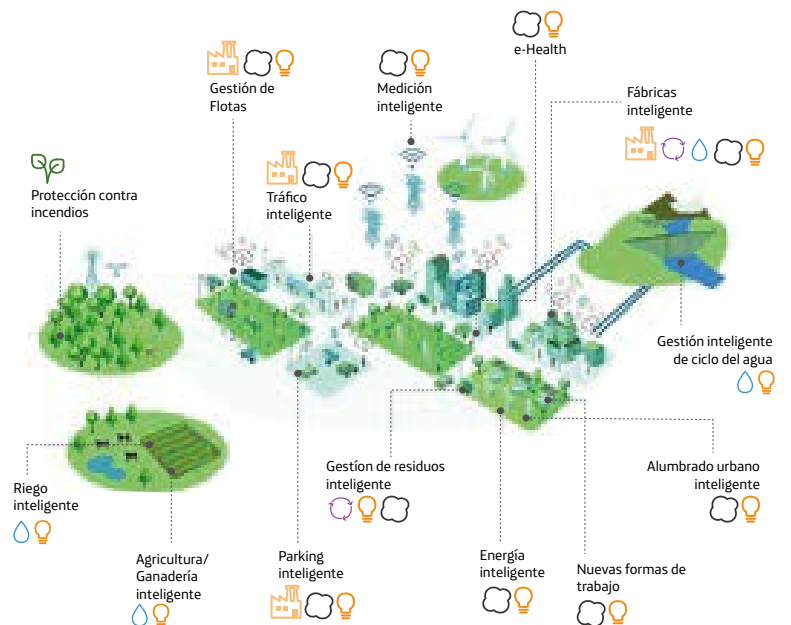 e-Health
Gestión de
Flotas
Medición
inteligente
Fábricas
inteligente
Protección contra
incendios
Tráfico
inteligente
Gestión inteligente
de ciclo del agua
Riego
inteligente
Gestíon de residuos
inteligente
Alumbrado urbano
inteligente
Agricultura/
Ganadería
inteligente
Parking
inteligente
Energía
inteligente
Nuevas formas de
trabajo